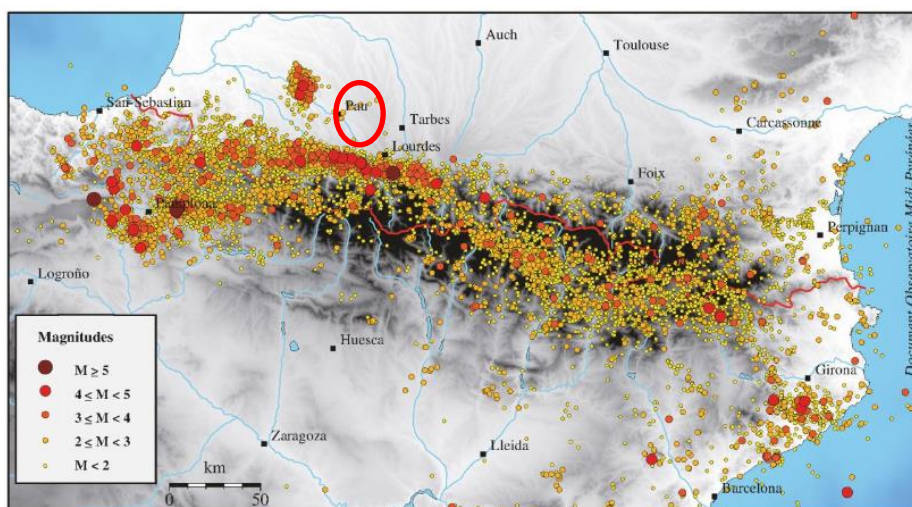 Auch
Toulouse
San-Sebastian
Pau
Tarbes
Carcassonne
Lourdes
Foix
Pamplona
Perpignan
Logroño
Document Observatoire Midi-Pyrénées
Magnitudes
M ≥ 5
4 ≤ M < 5
3 ≤ M < 4
2 ≤ M < 3
M < 2
Huesca
Girona
Zaragoza
Lleida
km
0 50
Barcelona